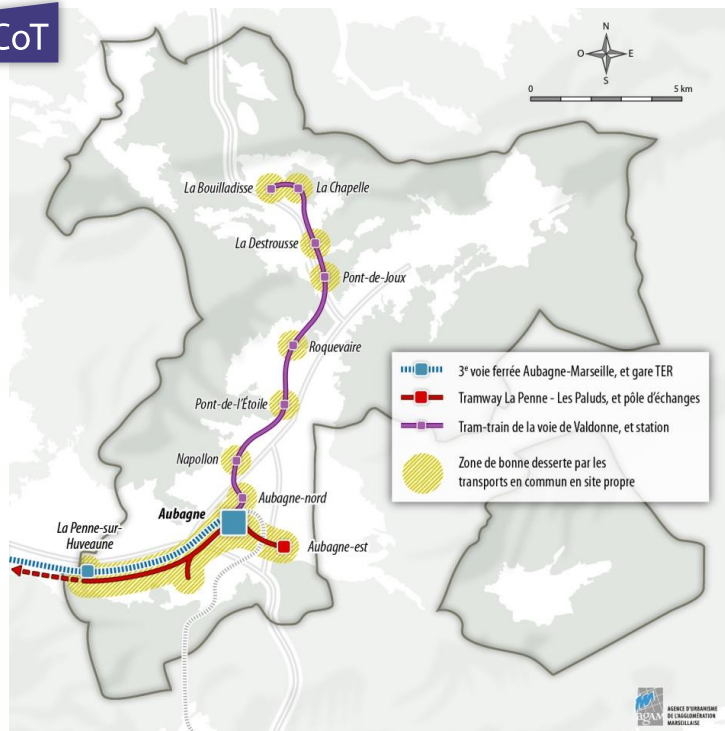 CoT
N
O
E
S
0
5 km
La Bouilladisse
La Chapelle
La Destrousse
Pont-de-Joux
Roquevaire
Pont-de-l'Étoile
Napollon
Aubagne-nord
Aubagne
La Penne-sur-
Huveaune
Aubagne-est
3e voie ferrée Aubagne-Marseille, et gare TER
Tramway La Penne - Les Paluds, et pôle d'échanges
Tram-train de la voie de Valdonne, et station
Zone de bonne desserte par les
transports en commun en site propre
agAM
AGENCE D'URBANISME
DE L'AGGLOMÉRATION
MARSEILLAISE